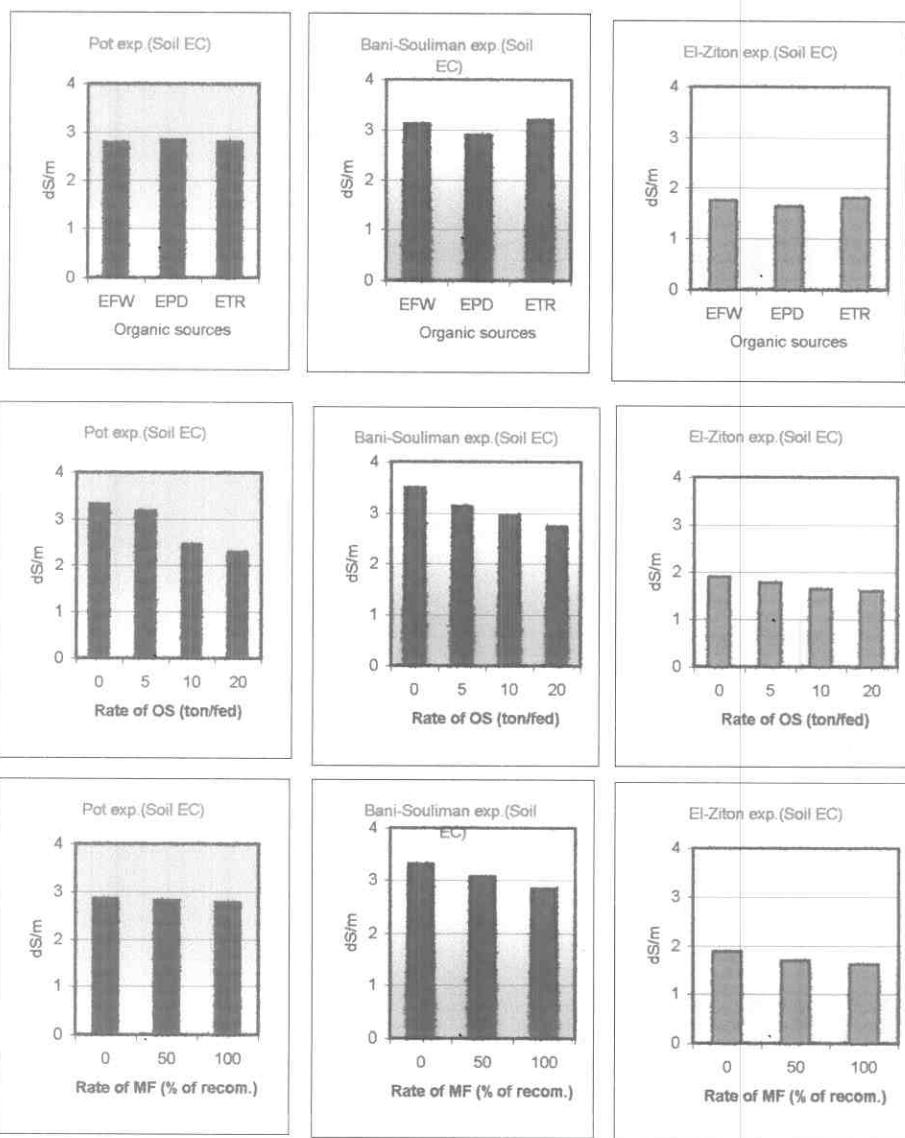 Pot exp.(Soil EC)
4
3
2
1
0
dS/m
EFW EPD ETR
Organic sources
Bani-Souliman exp.(Soil
EC)
4
3
2
1
0
dS/m
EFW EPD ETR
Organic sources
El-Ziton exp.(Soil EC)
4
3
2
1
0
dS/m
EFW EPD ETR
Organic sources
Pot exp.(Soil EC)
4
3
2
1
0
dS/m
0 5 10 20
Rate of OS (ton/fed)
Bani-Souliman exp.(Soil EC)
4
3
2
1
0
dS/m
0 5 10 20
Rate of OS (ton/fed)
El-Ziton exp.(Soil EC)
4
3
2
1
0
dS/m
0 5 10 20
Rate of OS (ton/fed)
Pot exp.(Soil EC)
4
3
2
1
0
dS/m
0 50 100
Rate of MF (% of recom.)
Bani-Souliman exp.(Soil
EC)
4
3
2
1
0
dS/m
0 50 100
Rate of MF (% of recom.)
El-Ziton exp.(Soil EC)
4
3
2
1
0
dS/m
0 50 100
Rate of MF (% of recom.)